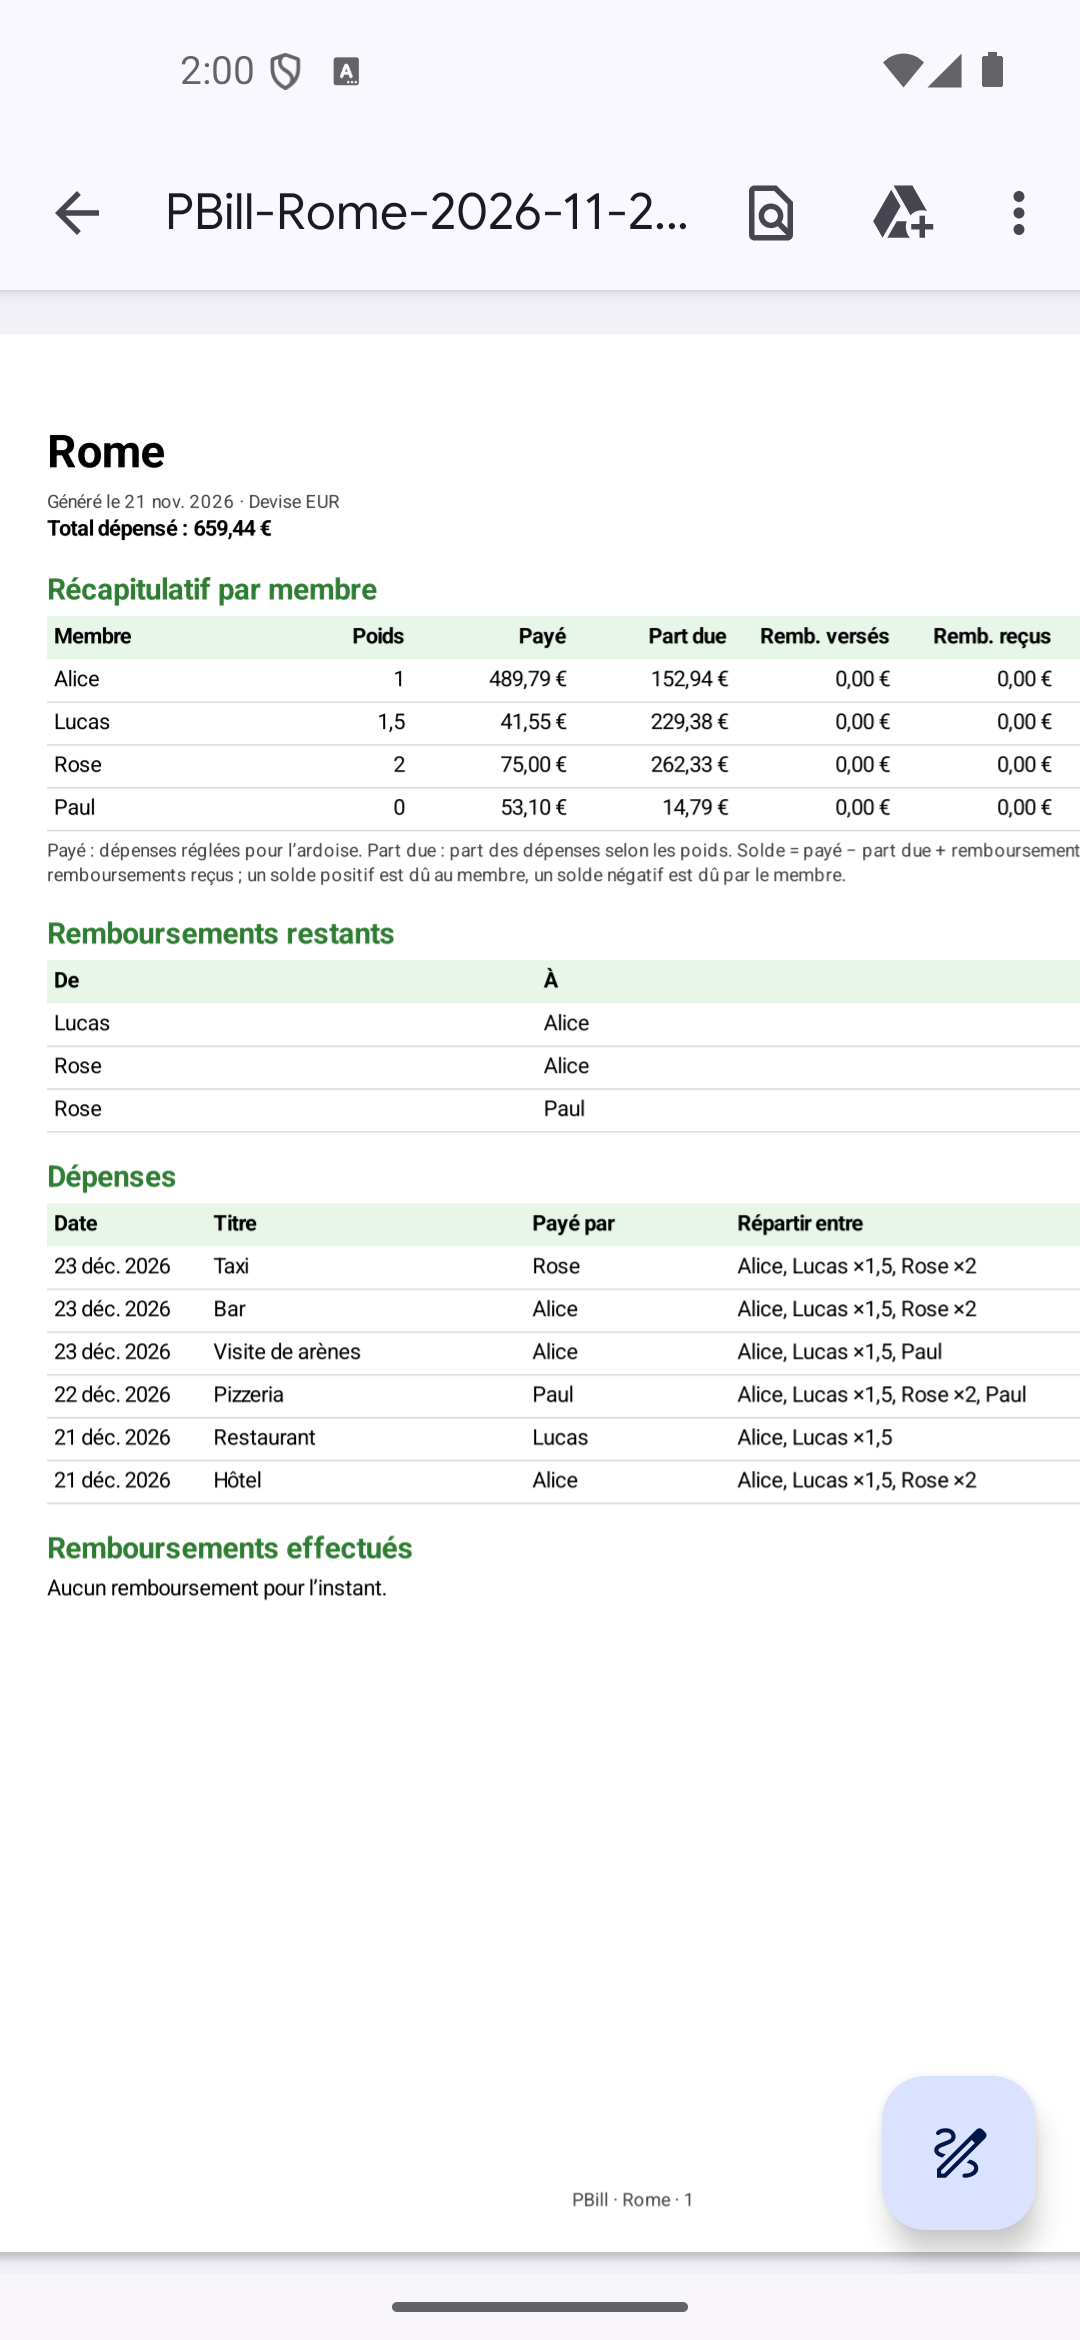 2:00
PBill-Rome-2026-11-2...
Rome
Généré le 21 nov. 2026 · Devise EUR
Total dépensé : 659,44 €
Récapitulatif par membre
Membre Poids Payé Part due Remb. versés Remb. reçus
Alice 1 489,79 € 152,94 € 0,00 € 0,00 €
Lucas 1,5 41,55 € 229,38 € 0,00 € 0,00 €
Rose 2 75,00 € 262,33 € 0,00 € 0,00 €
Paul 0 53,10 € 14,79 € 0,00 € 0,00 €
Payé : dépenses réglées pour l’ardoise. Part due : part des dépenses selon les poids. Solde = payé − part due + remboursement
remboursements reçus ; un solde positif est dû au membre, un solde négatif est dû par le membre.
Remboursements restants
De À
Lucas Alice
Rose Alice
Rose Paul
Dépenses
Date Titre Payé par Répartir entre
23 déc. 2026 Taxi Rose Alice, Lucas ×1,5, Rose ×2
23 déc. 2026 Bar Alice Alice, Lucas ×1,5, Rose ×2
23 déc. 2026 Visite de arènes Alice Alice, Lucas ×1,5, Paul
22 déc. 2026 Pizzeria Paul Alice, Lucas ×1,5, Rose ×2, Paul
21 déc. 2026 Restaurant Lucas Alice, Lucas ×1,5
21 déc. 2026 Hôtel Alice Alice, Lucas ×1,5, Rose ×2
Remboursements effectués
Aucun remboursement pour l’instant.
PBill · Rome · 1